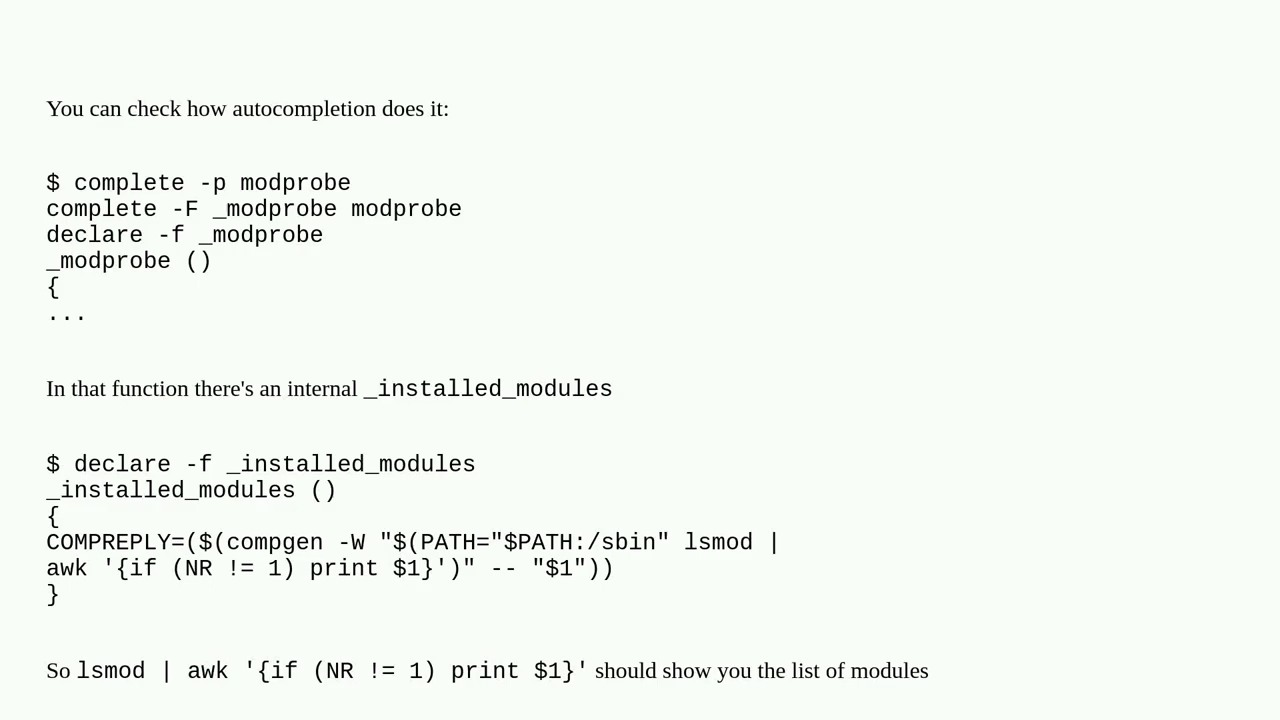 You can check how autocompletion does it:
$ complete -p modprobe
complete -F _modprobe modprobe
declare -f _modprobe
_modprobe ()
{
...
In that function there's an internal _installed_modules
$ declare -f _installed_modules
_installed_modules ()
{
COMPREPLY=($(compgen -W "$(PATH="$PATH:/sbin" lsmod |
awk '{if (NR != 1) print $1}')" -- "$1"))
}
So lsmod | awk '{if (NR != 1) print $1}' should show you the list of modules